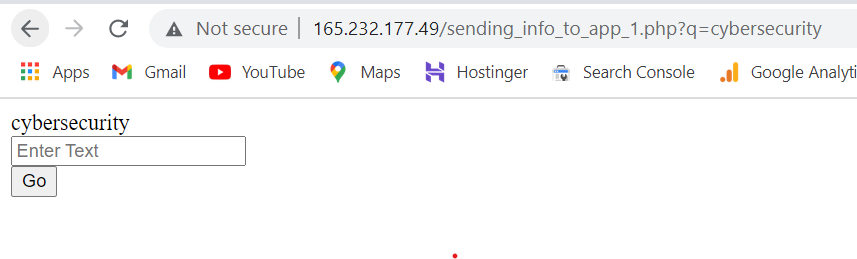 Not secure | 165.232.177.49/sending_info_to_app_1.php?q=cybersecurity
Apps Gmail YouTube Maps Hostinger Search Console Google Analyti
cybersecurity
Enter Text
Go